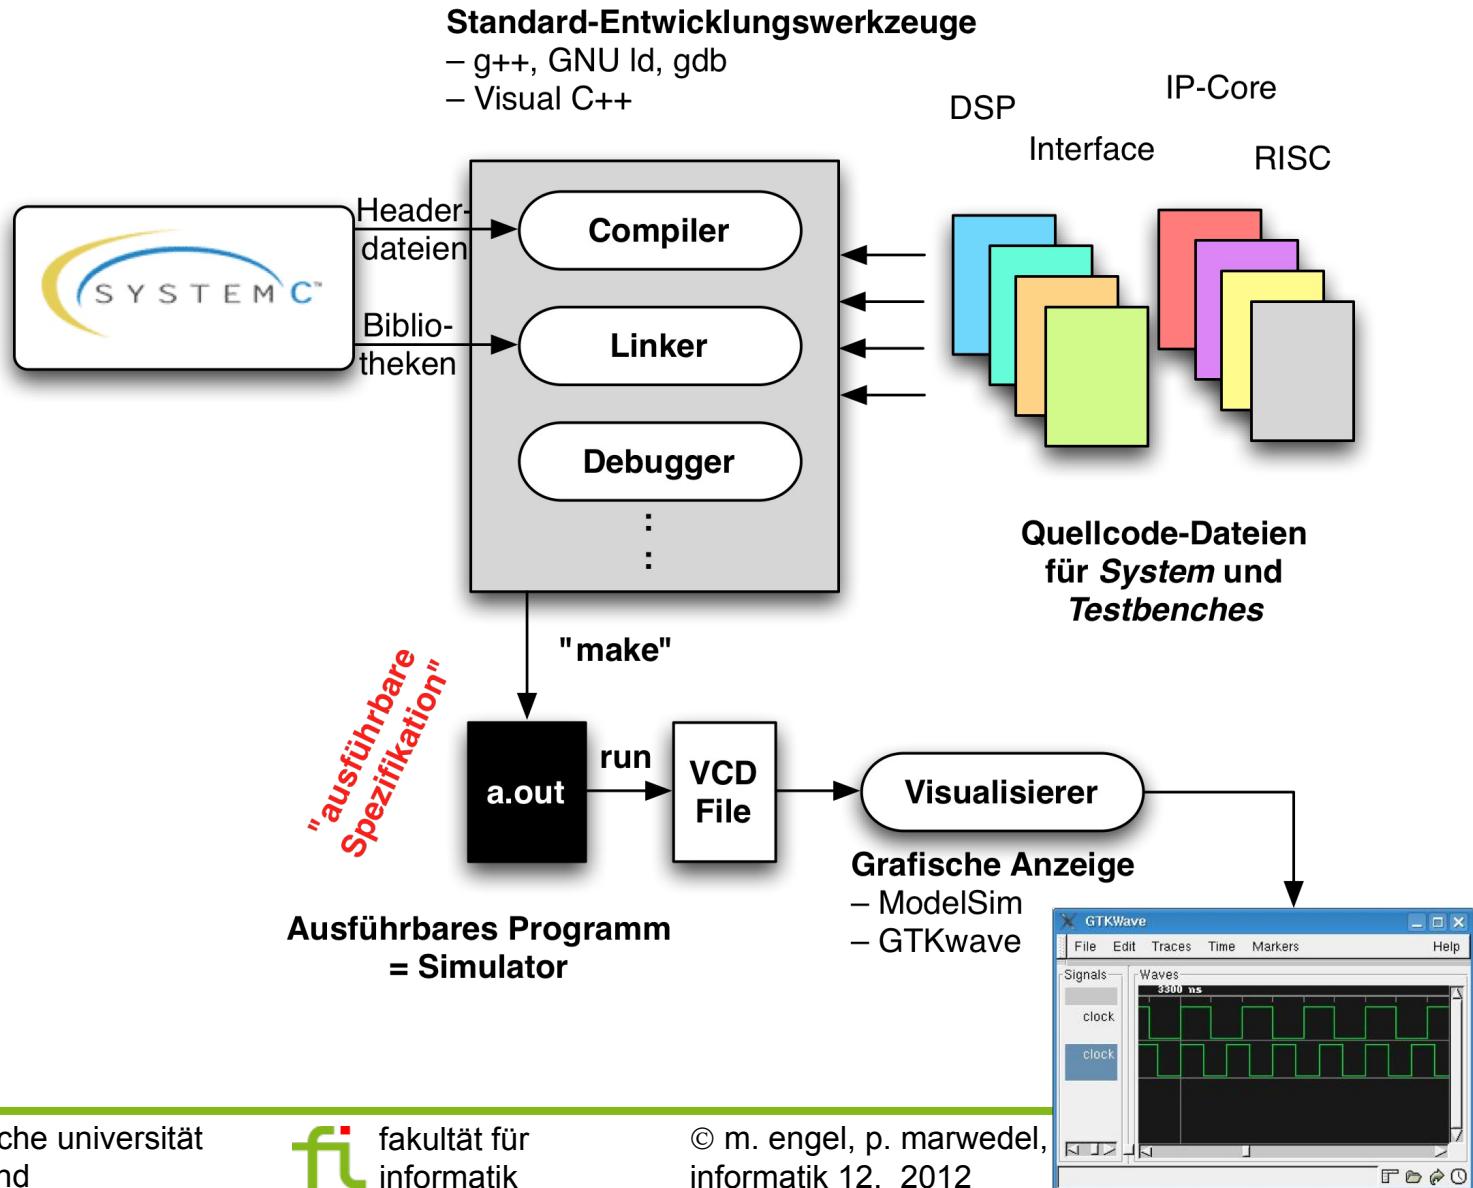 Standard-Entwicklungswerkzeuge
– g++, GNU ld, gdb
– Visual C++
DSP
IP-Core
Interface
RISC
Header-
dateien
SYSTEM C™
Biblio-
theken
Compiler
Linker
Debugger
:
:
Quellcode-Dateien
für System und
Testbenches
"make"
"ausführbare
Spezifikation"
a.out
run
VCD
File
Visualisierer
Grafische Anzeige
– ModelSim
– GTKwave
Ausführbares Programm
= Simulator
GTKWave
File Edit Traces Time Markers Help
Signals
Waves
3300 ns
clock
clock
che universität
nd
fi
fakultät für
informatik
© m. engel, p. marwedel,
informatik 12, 2012